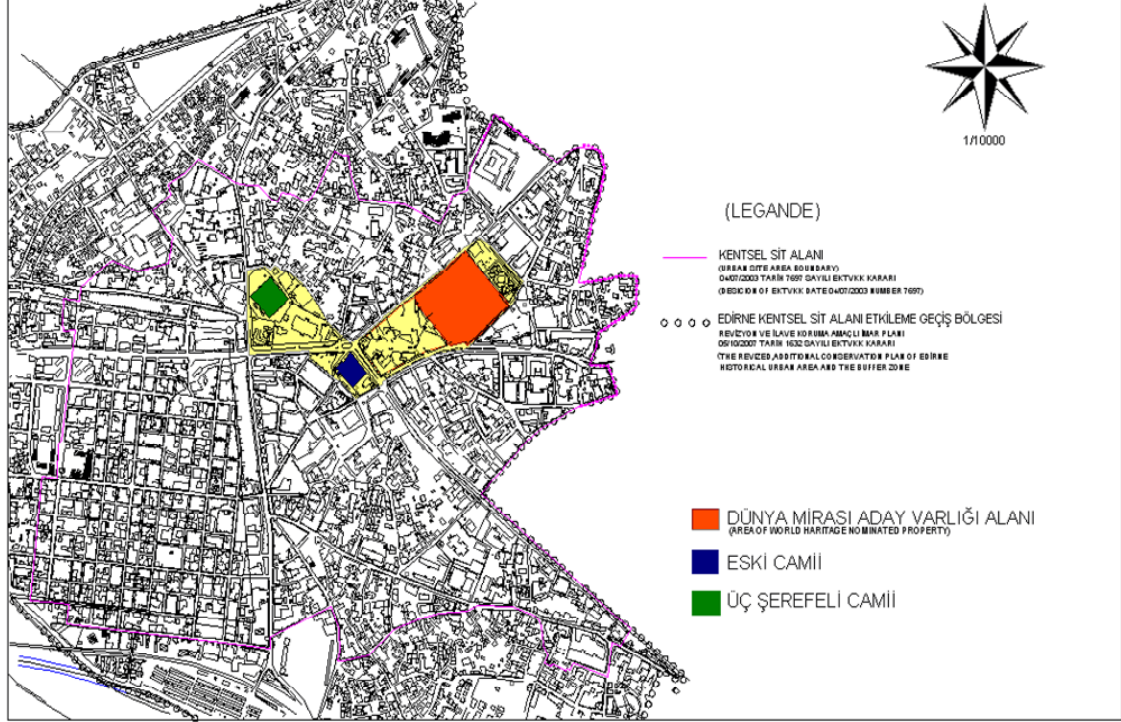 1/10000
(LEGANDE)
KENTSEL SİT ALANI
(URBAN SITE AREA BOUNDARY)
04/07/2003 TARİH 7697 SAYILI EKTVKK KARARI
(DESICION OF EKTVKK DATE 04/07/2003 NUMBER 7697)
EDİRNE KENTSEL SİT ALANI ETKİLEME GEÇİŞ BÖLGESİ
REVİZYON VE İLAVE KORUMA AMAÇLI İMAR PLANI
05/10/2007 TARİH 1632 SAYILI EKTVKK KARARI
(THE REVIZED,ADDITIONAL CONSERVATION PLAN OF EDİRNE
HISTORICAL URBAN AREA AND THE BUFFER ZONE
DÜNYA MİRASI ADAY VARLIĞI ALANI
(AREA OF WORLD HARITAGE NOMINATED PROPERTY)
ESKİ CAMİİ
ÜÇ ŞEREFELİ CAMİİ